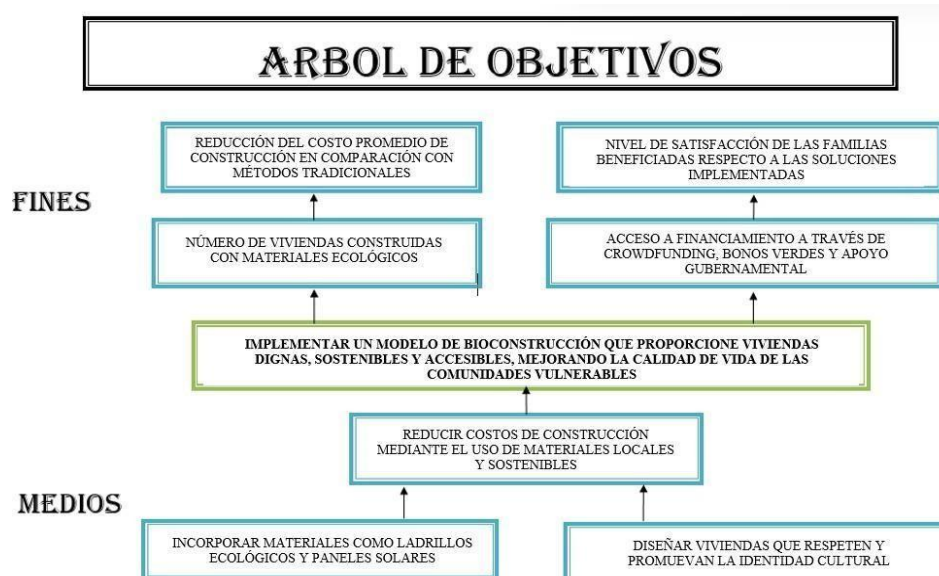 ARBOL DE OBJETIVOS
REDUCCIÓN DEL COSTO PROMEDIO DE
CONSTRUCCIÓN EN COMPARACIÓN CON
MÉTODOS TRADICIONALES
NIVEL DE SATISFACCIÓN DE LAS FAMILIAS
BENEFICIADAS RESPECTO A LAS SOLUCIONES
IMPLEMENTADAS
FINES
NÚMERO DE VIVIENDAS CONSTRUIDAS
CON MATERIALES ECOLÓGICOS
ACCESO A FINANCIAMIENTO A TRAVÉS DE
CROWDFUNDING, BONOS VERDES Y APOYO
GUBERNAMENTAL
IMPLEMENTAR UN MODELO DE BIOCONSTRUCCIÓN QUE PROPORCIONE VIVIENDAS
DIGNAS, SOSTENIBLES Y ACCESIBLES, MEJORANDO LA CALIDAD DE VIDA DE LAS
COMUNIDADES VULNERABLES
REDUCIR COSTOS DE CONSTRUCCIÓN
MEDIANTE EL USO DE MATERIALES LOCALES
Y SOSTENIBLES
MEDIOS
INCORPORAR MATERIALES COMO LADRILLOS
ECOLÓGICOS Y PANELES SOLARES
DISEÑAR VIVIENDAS QUE RESPETEN Y
PROMUEVAN LA IDENTIDAD CULTURAL